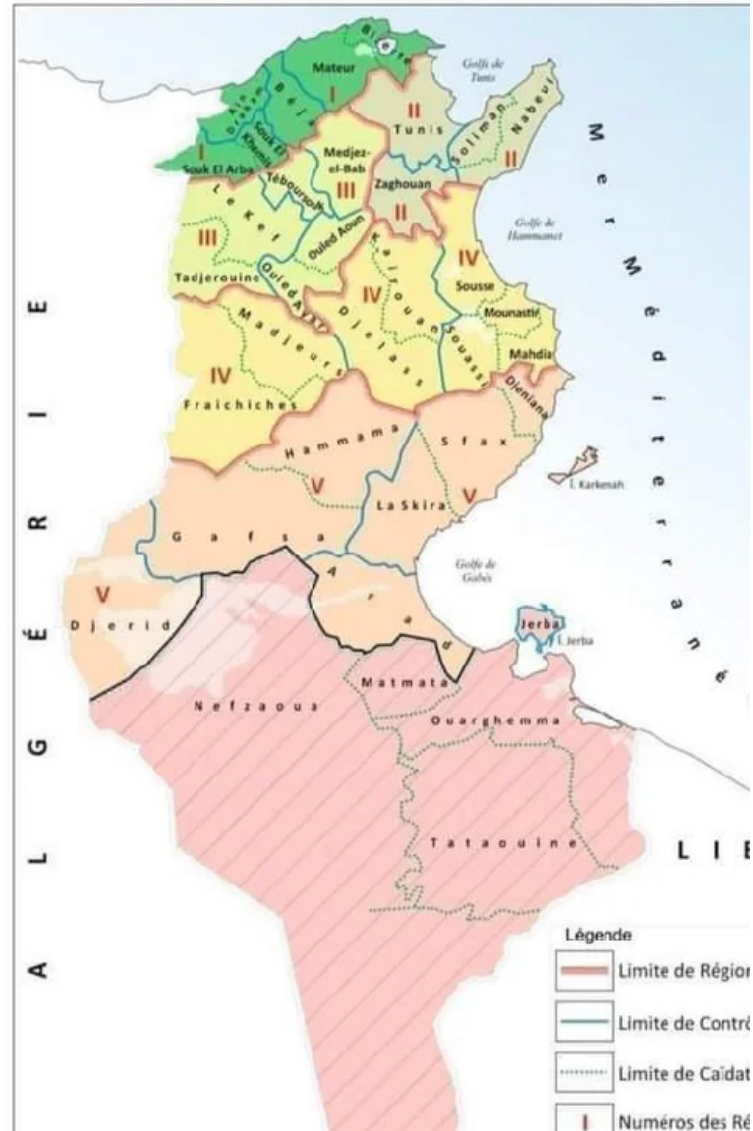 Bizerte
Golfe de
Tunis
Mateur
I
Béja
Aïn
Draham
Souk El
Khemis
I
Souk El Arba
II
Tunis
Soliman
Nabeul
II
Medjez-
el-Bab
III
Téboursouk
Zaghouan
II
Le Kef
III
Ouled Aoun
Tadjerouine
Ouled Ayar
Golfe de
Hammamet
Mer Méditerrané
IV
Sousse
Kairouan
IV
Djelass
Souassi
Mounastir
Mahdia
Madjeurs
IV
Fraichiches
Djeniana
Hammama
Sfax
V
La Skira
V
I. Karkenah
Gafsa
Golfe de
Gabès
Arad
V
Djerid
Jerba
I. Jerba
Matmata
Nefzaoua
Ouarghemma
Tataouine
ALGÉRIE
LIB
Légende
Limite de Région
Limite de Contrô
Limite de Caïdat
I
Numéros des Ré